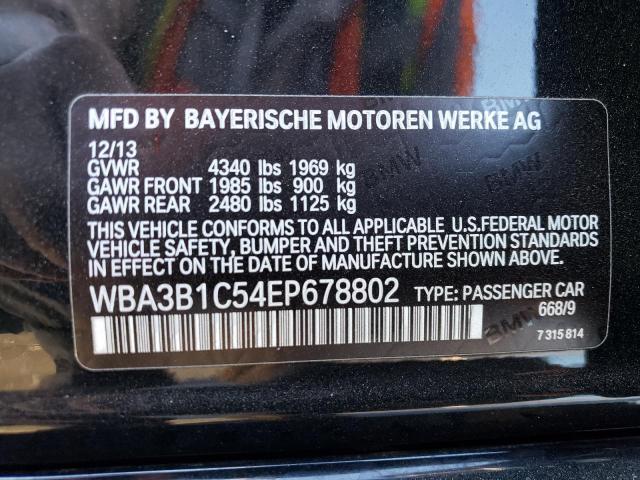 MFD BY BAYERISCHE MOTOREN WERKE AG
12/13
GVWR 4340 lbs 1969 kg
GAWR FRONT 1985 lbs 900 kg
GAWR REAR 2480 lbs 1125 kg
THIS VEHICLE CONFORMS TO ALL APPLICABLE U.S.FEDERAL MOTOR
VEHICLE SAFETY, BUMPER AND THEFT PREVENTION STANDARDS
IN EFFECT ON THE DATE OF MANUFACTURE SHOWN ABOVE.
WBA3B1C54EP678802 TYPE: PASSENGER CAR
668/9
7 315 814